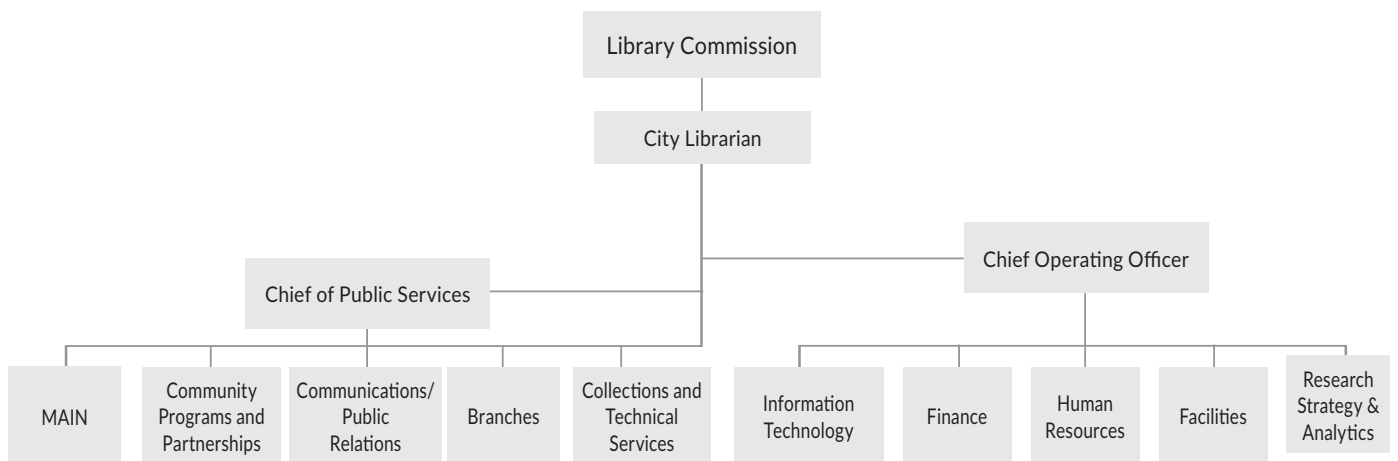 Library Commission
City Librarian
Chief Operating Officer
Chief of Public Services
MAIN
Community
Programs and
Partnerships
Communications/
Public
Relations
Branches
Collections and
Technical
Services
Information
Technology
Finance
Human
Resources
Facilities
Research
Strategy &
Analytics